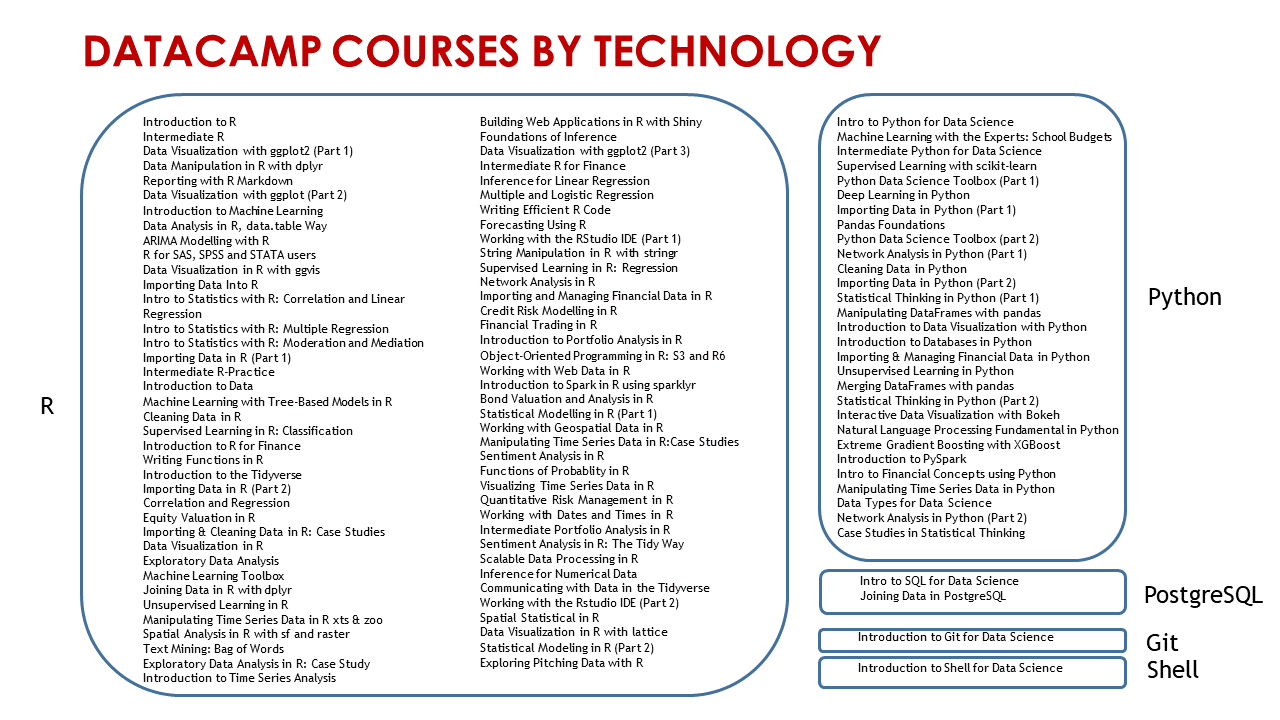 DATACAMP COURSES BY TECHNOLOGY
R
Introduction to R
Intermediate R
Data Visualization with ggplot2 (Part 1)
Data Manipulation in R with dplyr
Reporting with R Markdown
Data Visualization with ggplot (Part 2)
Introduction to Machine Learning
Data Analysis in R, data.table Way
ARIMA Modelling with R
R for SAS, SPSS and STATA users
Data Visualization in R with ggvis
Importing Data Into R
Intro to Statistics with R: Correlation and Linear
Regression
Intro to Statistics with R: Multiple Regression
Intro to Statistics with R: Moderation and Mediation
Importing Data in R (Part 1)
Intermediate R-Practice
Introduction to Data
Machine Learning with Tree-Based Models in R
Cleaning Data in R
Supervised Learning in R: Classification
Introduction to R for Finance
Writing Functions in R
Introduction to the Tidyverse
Importing Data in R (Part 2)
Correlation and Regression
Equity Valuation in R
Importing & Cleaning Data in R: Case Studies
Data Visualization in R
Exploratory Data Analysis
Machine Learning Toolbox
Joining Data in R with dplyr
Unsupervised Learning in R
Manipulating Time Series Data in R xts & zoo
Spatial Analysis in R with sf and raster
Text Mining: Bag of Words
Exploratory Data Analysis in R: Case Study
Introduction to Time Series Analysis
Building Web Applications in R with Shiny
Foundations of Inference
Data Visualization with ggplot2 (Part 3)
Intermediate R for Finance
Inference for Linear Regression
Multiple and Logistic Regression
Writing Efficient R Code
Forecasting Using R
Working with the RStudio IDE (Part 1)
String Manipulation in R with stringr
Supervised Learning in R: Regression
Network Analysis in R
Importing and Managing Financial Data in R
Credit Risk Modelling in R
Financial Trading in R
Introduction to Portfolio Analysis in R
Object-Oriented Programming in R: S3 and R6
Working with Web Data in R
Introduction to Spark in R using sparklyr
Bond Valuation and Analysis in R
Statistical Modelling in R (Part 1)
Working with Geospatial Data in R
Manipulating Time Series Data in R:Case Studies
Sentiment Analysis in R
Functions of Probablity in R
Visualizing Time Series Data in R
Quantitative Risk Management in R
Working with Dates and Times in R
Intermediate Portfolio Analysis in R
Sentiment Analysis in R: The Tidy Way
Scalable Data Processing in R
Inference for Numerical Data
Communicating with Data in the Tidyverse
Working with the Rstudio IDE (Part 2)
Spatial Statistical in R
Data Visualization in R with lattice
Statistical Modeling in R (Part 2)
Exploring Pitching Data with R
Intro to Python for Data Science
Machine Learning with the Experts: School Budgets
Intermediate Python for Data Science
Supervised Learning with scikit-learn
Python Data Science Toolbox (Part 1)
Deep Learning in Python
Importing Data in Python (Part 1)
Pandas Foundations
Python Data Science Toolbox (part 2)
Network Analysis in Python (Part 1)
Cleaning Data in Python
Importing Data in Python (Part 2)
Statistical Thinking in Python (Part 1)
Manipulating DataFrames with pandas
Introduction to Data Visualization with Python
Introduction to Databases in Python
Importing & Managing Financial Data in Python
Unsupervised Learning in Python
Merging DataFrames with pandas
Statistical Thinking in Python (Part 2)
Interactive Data Visualization with Bokeh
Natural Language Processing Fundamental in Python
Extreme Gradient Boosting with XGBoost
Introduction to PySpark
Intro to Financial Concepts using Python
Manipulating Time Series Data in Python
Data Types for Data Science
Network Analysis in Python (Part 2)
Case Studies in Statistical Thinking
Python
Intro to SQL for Data Science
Joining Data in PostgreSQL
PostgreSQL
Introduction to Git for Data Science
Git
Introduction to Shell for Data Science
Shell